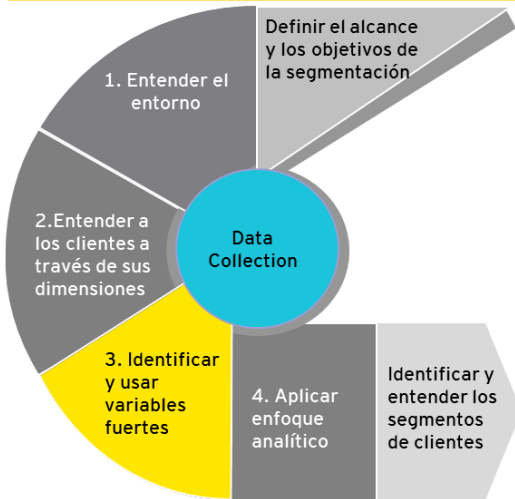 Definir el alcance
y los objetivos de
la segmentación
1. Entender el
entorno
2.Entender a
los clientes a
través de sus
dimensiones
Data
Collection
3. Identificar
y usar
variables
fuertes
4. Aplicar
enfoque
analítico
Identificar y
entender los
segmentos
de clientes